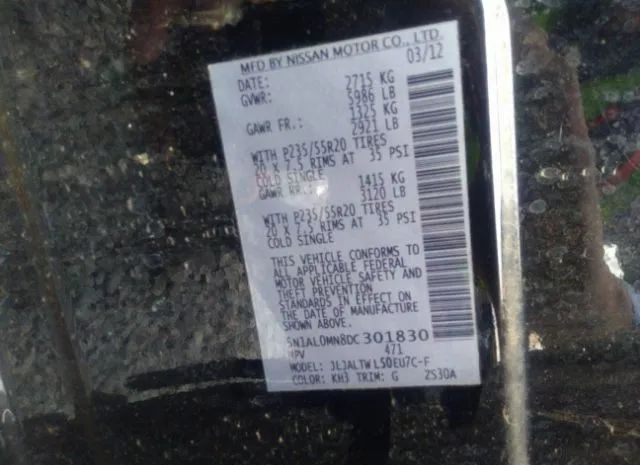 MFD BY NISSAN MOTOR CO., LTD.
DATE: 03/12
GVWR: 2715 KG
5986 LB
GAWR FR.: 1325 KG
2921 LB
WITH P235/55R20 TIRES
20 X 7.5 RIMS AT 35 PSI
COLD SINGLE
GAWR RR.: 1415 KG
3120 LB
WITH P235/55R20 TIRES
20 X 7.5 RIMS AT 35 PSI
COLD SINGLE
THIS VEHICLE CONFORMS TO
ALL APPLICABLE FEDERAL
MOTOR VEHICLE SAFETY AND
THEFT PREVENTION
STANDARDS IN EFFECT ON
THE DATE OF MANUFACTURE
SHOWN ABOVE.
5N1AL0MN8DC301830
MPV 471
MODEL: JLJALTWL50EU7C-F
COLOR: KH3 TRIM: G ZS30A